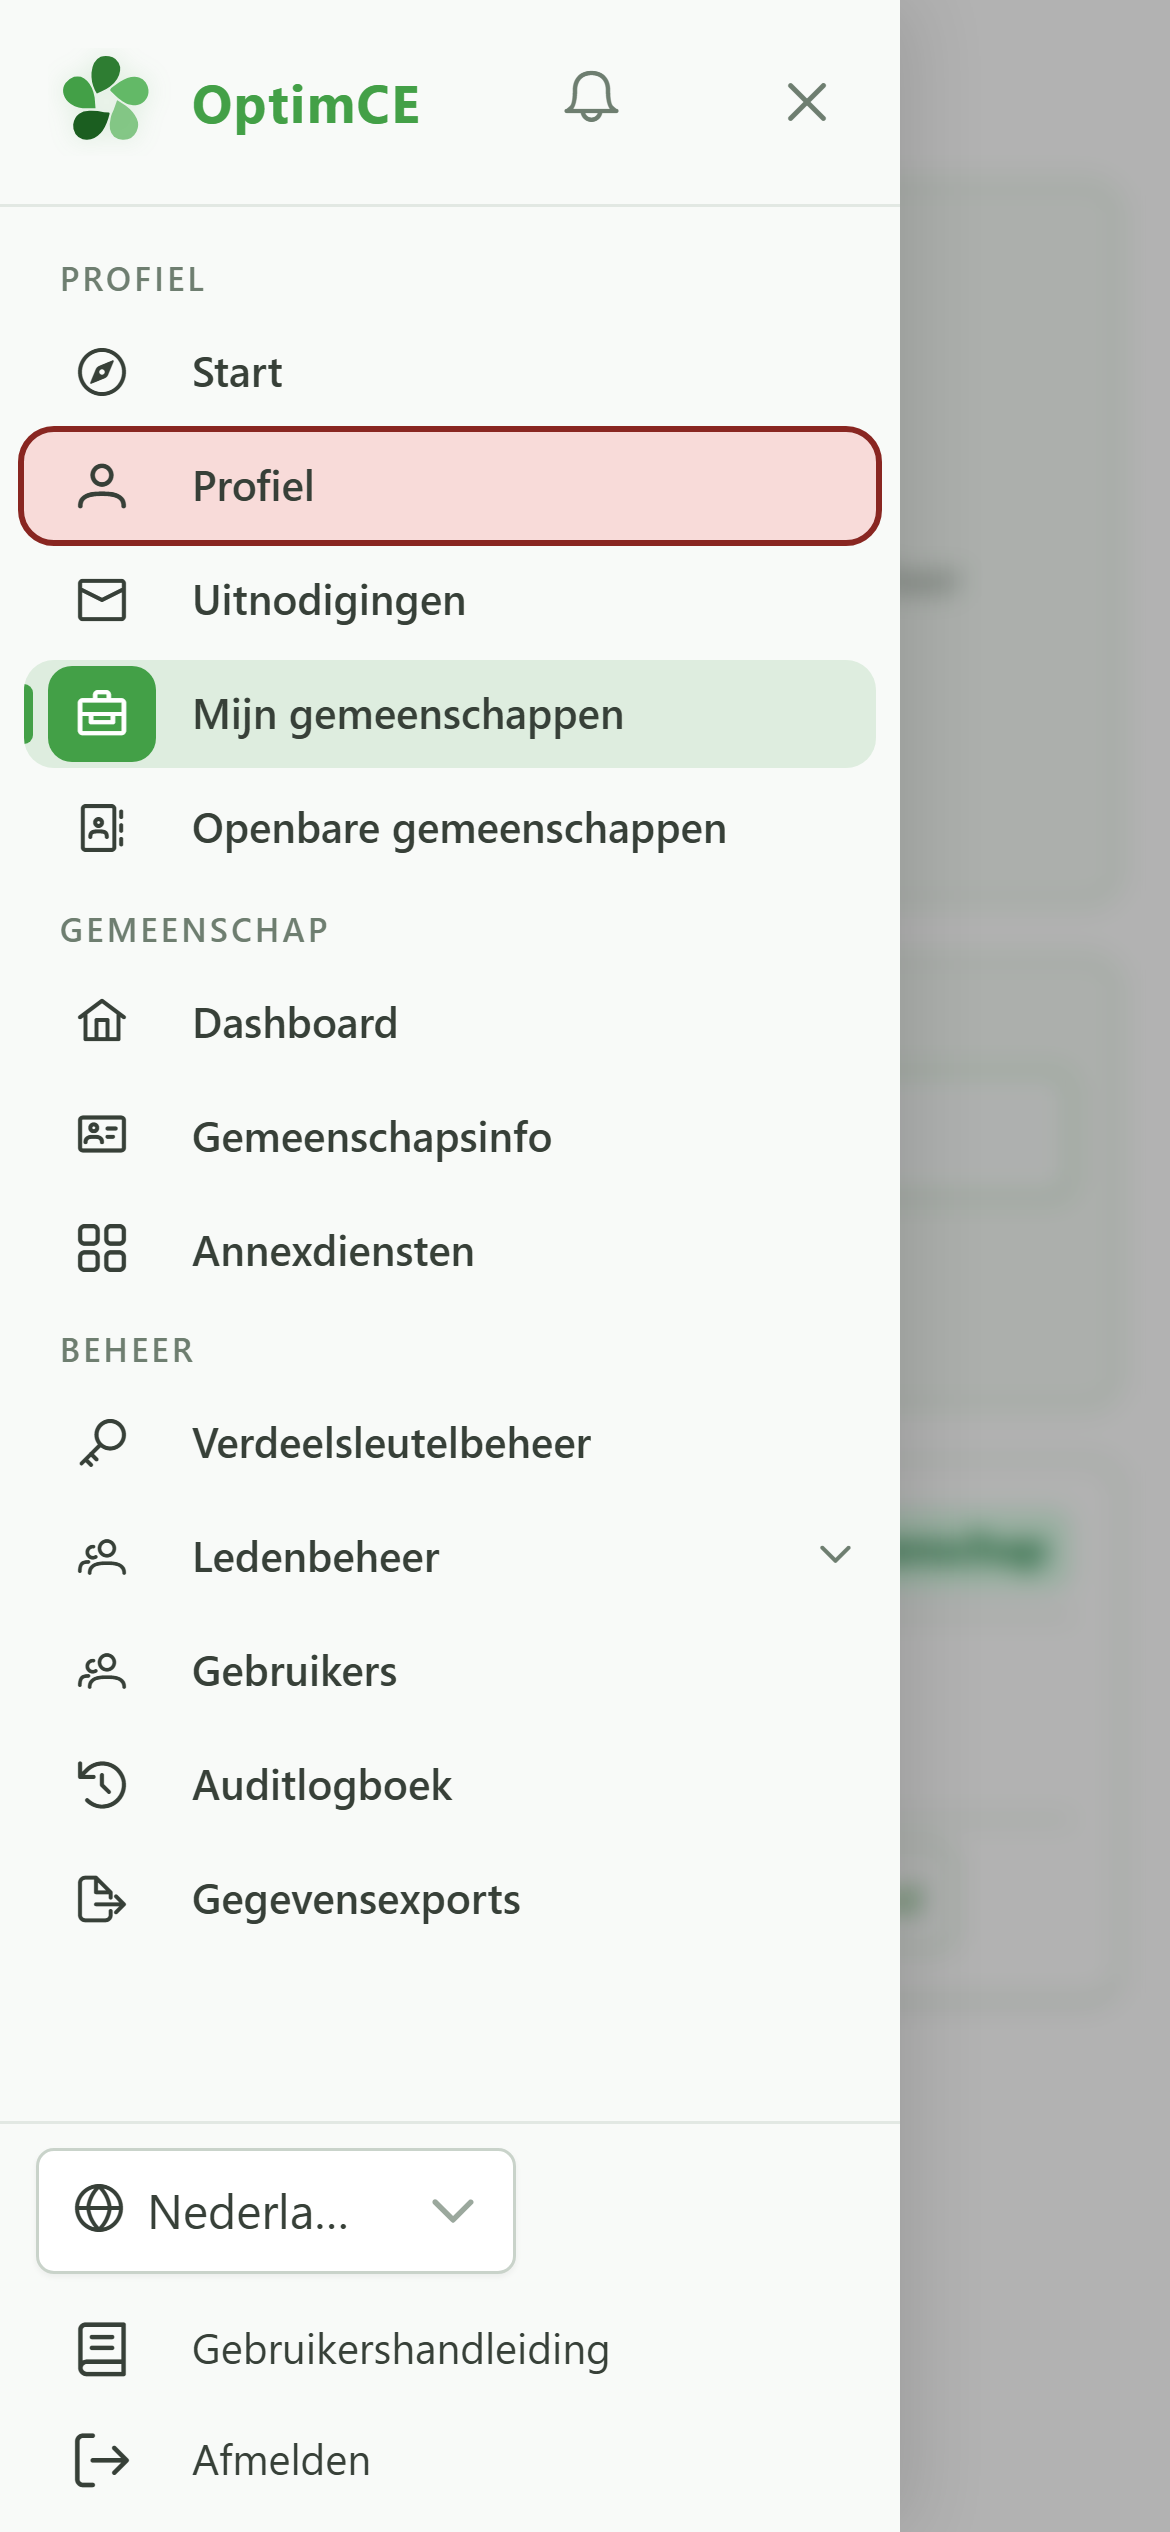 OptimCE
PROFIEL
Start
Profiel
Uitnodigingen
Mijn gemeenschappen
Openbare gemeenschappen
GEMEENSCHAP
Dashboard
Gemeenschapsinfo
Annexdiensten
BEHEER
Verdeelsleutelbeheer
Ledenbeheer
Gebruikers
Auditlogboek
Gegevensexports
Nederla...
Gebruikershandleiding
Afmelden